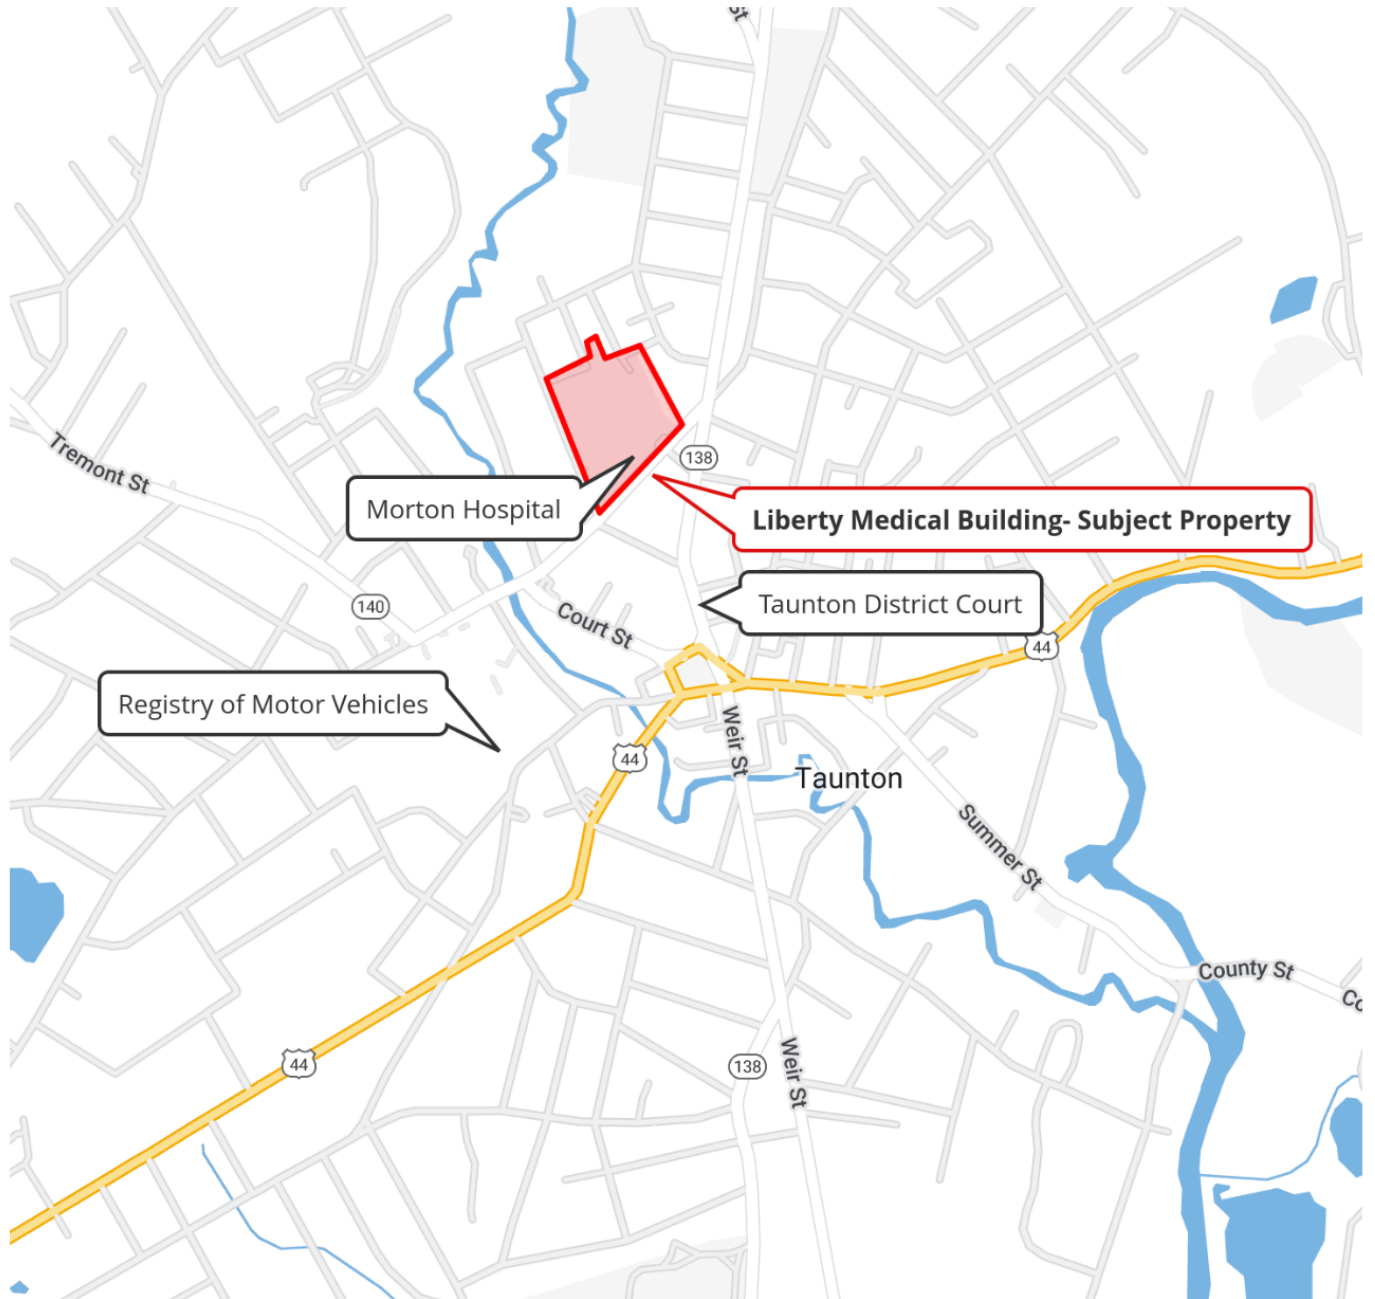 St
Tremont St
138
Morton Hospital
Liberty Medical Building- Subject Property
140
Court St
Taunton District Court
44
Registry of Motor Vehicles
Weir St
44
Taunton
Summer St
County St
Co
44
138
Weir St